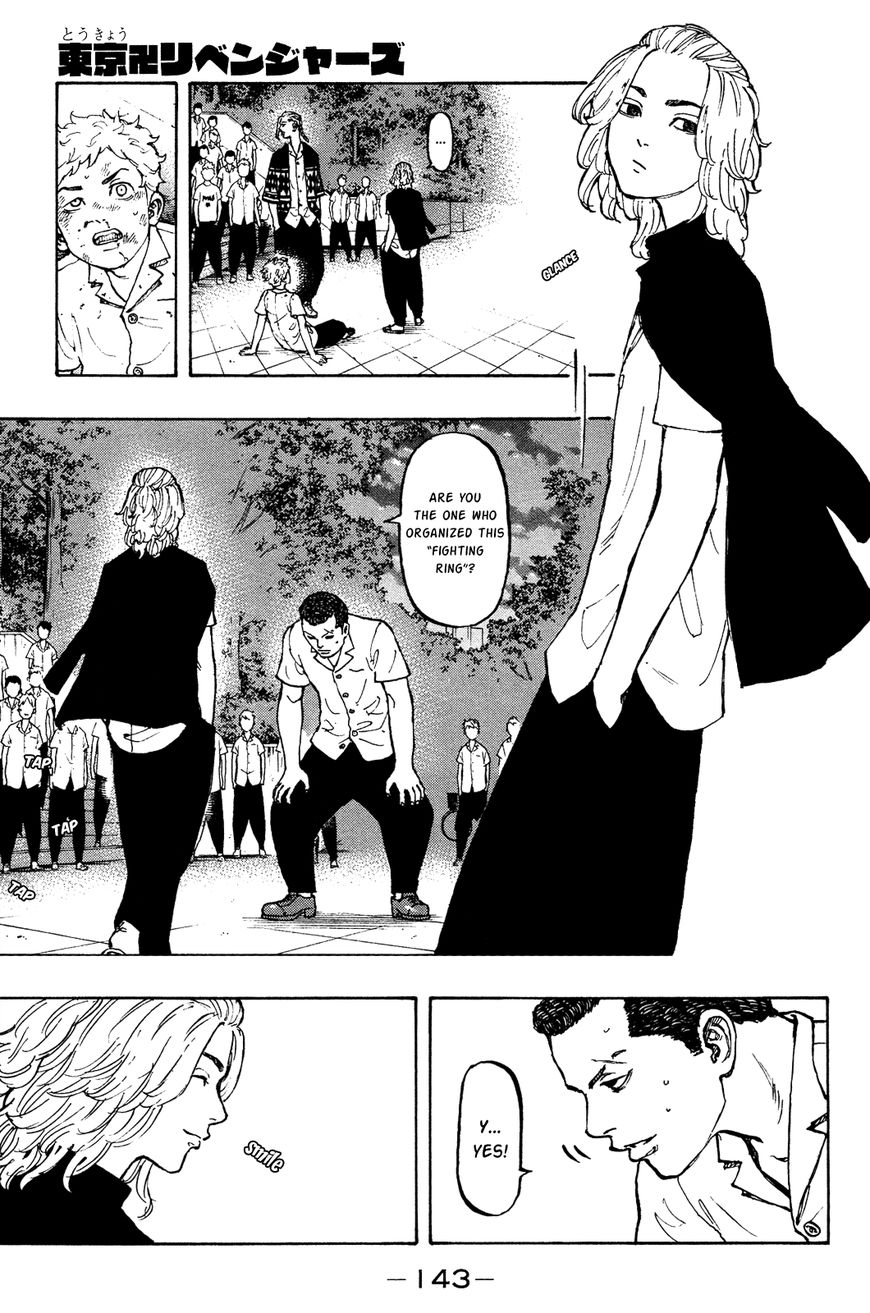 とうきょう
東京卍リベンジャーズ
...
GLANCE
ARE YOU
THE ONE WHO
ORGANIZED THIS
"FIGHTING
RING"?
TAP
TAP
TAP
Y...
YES!
smile
—143—